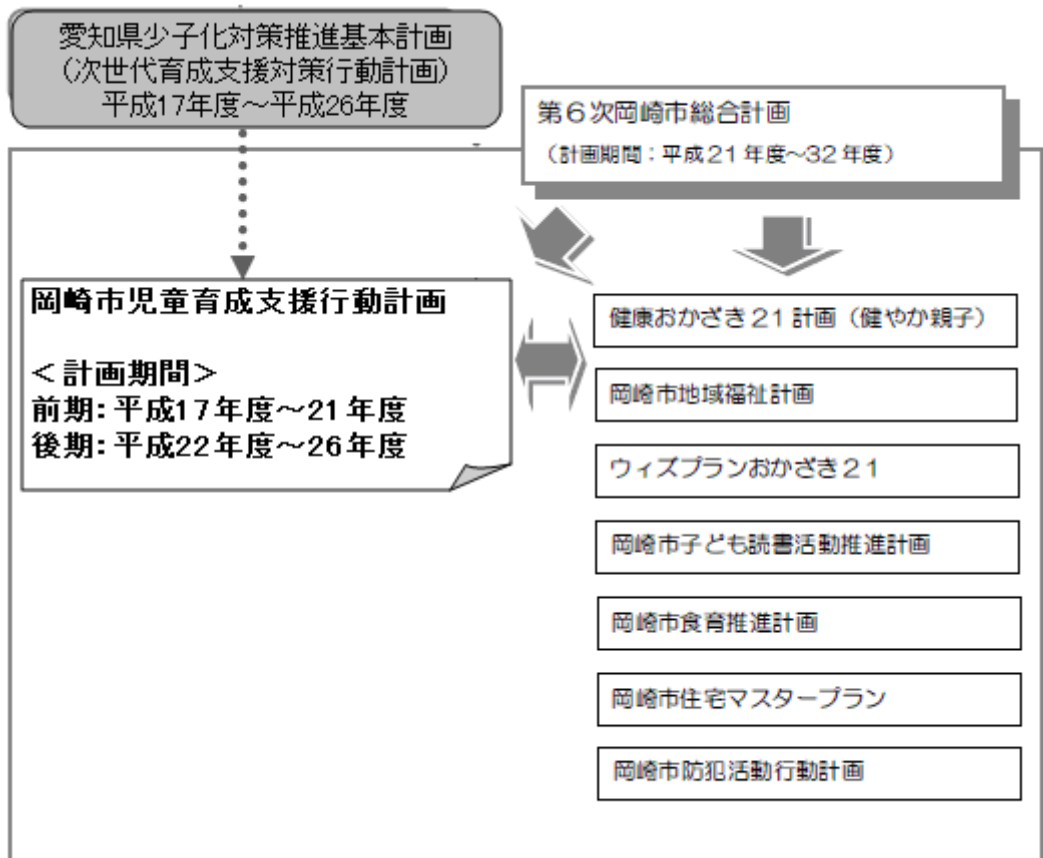 愛知県少子化対策推進基本計画
(次世代育成支援対策行動計画)
平成17年度～平成26年度
第6次岡崎市総合計画
(計画期間：平成21年度～32年度)
岡崎市児童育成支援行動計画
＜計画期間＞
前期：平成17年度～21年度
後期：平成22年度～26年度
健康おかざき21計画（健やか親子）
岡崎市地域福祉計画
ウィズプランおかざき21
岡崎市子ども読書活動推進計画
岡崎市食育推進計画
岡崎市住宅マスタープラン
岡崎市防犯活動行動計画